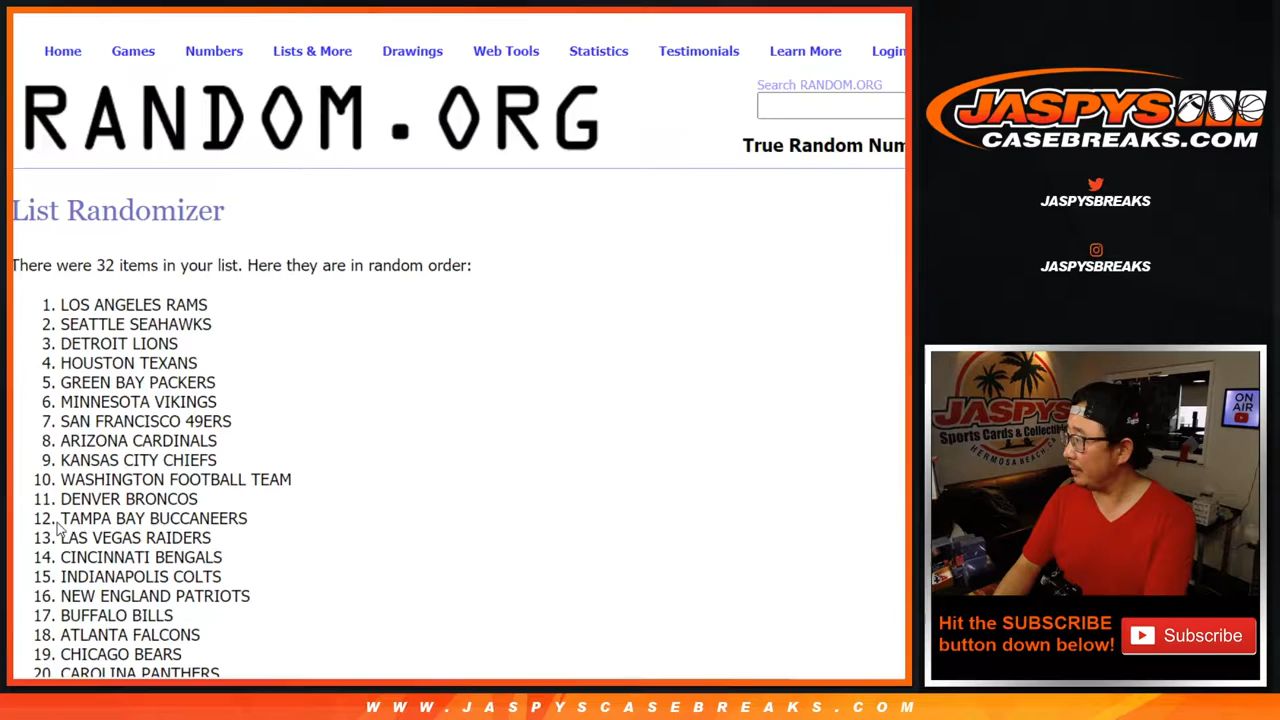 Home Games Numbers Lists & More Drawings Web Tools Statistics Testimonials Learn More Login
Search RANDOM.ORG
RANDOM.ORG
True Random Num
List Randomizer
There were 32 items in your list. Here they are in random order:
1. LOS ANGELES RAMS
2. SEATTLE SEAHAWKS
3. DETROIT LIONS
4. HOUSTON TEXANS
5. GREEN BAY PACKERS
6. MINNESOTA VIKINGS
7. SAN FRANCISCO 49ERS
8. ARIZONA CARDINALS
9. KANSAS CITY CHIEFS
10. WASHINGTON FOOTBALL TEAM
11. DENVER BRONCOS
12. TAMPA BAY BUCCANEERS
13. LAS VEGAS RAIDERS
14. CINCINNATI BENGALS
15. INDIANAPOLIS COLTS
16. NEW ENGLAND PATRIOTS
17. BUFFALO BILLS
18. ATLANTA FALCONS
19. CHICAGO BEARS
20. CAROLINA PANTHERS
JASPYS
CASEBREAKS.COM
JASPYSBREAKS
JASPYSBREAKS
JASPYS
Sports Cards & Collectib
HERMOSA BEACH, CA
ON
AIR
Hit the SUBSCRIBE
button down below!
Subscribe
WWW.JASPYSCASEBREAKS.COM